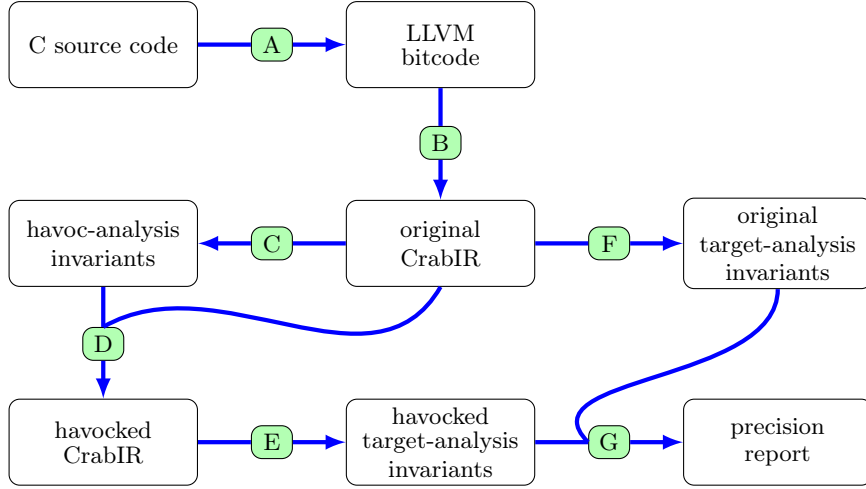 C source code
A
LLVM
bitcode
B
havoc-analysis
invariants
C
original
CrabIR
F
original
target-analysis
invariants
D
havocked
CrabIR
E
havocked
target-analysis
invariants
G
precision
report